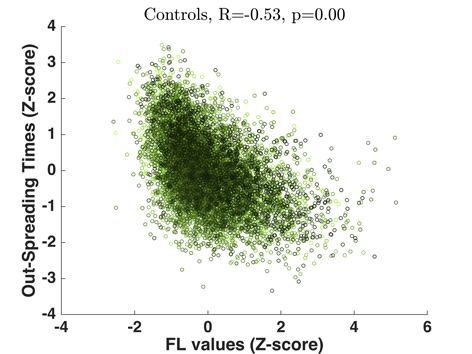 Controls, R=-0.53, p=0.00
4
3
2
1
0
-1
-2
-3
-4
Out-Spreading Times (Z-score)
-4 -2 0 2 4 6
FL values (Z-score)